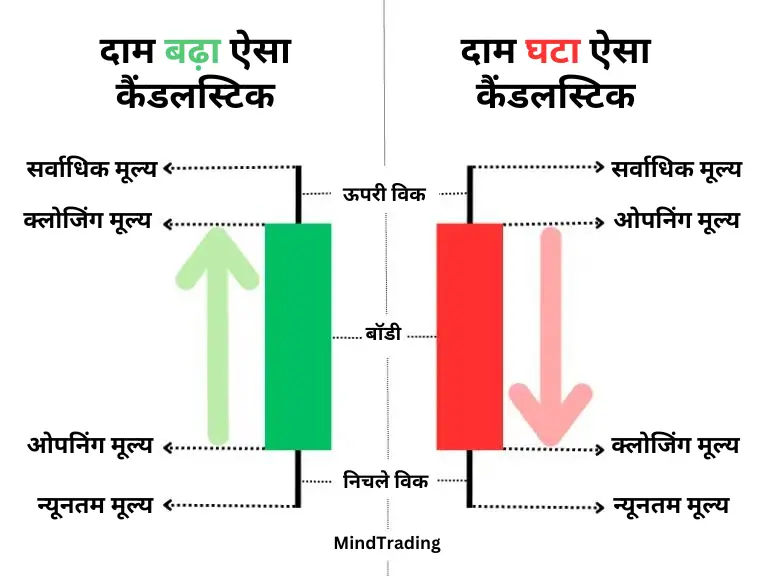 दाम बढ़ा ऐसा
कैंडलस्टिक
दाम घटा ऐसा
कैंडलस्टिक
सर्वाधिक मूल्य
क्लोजिंग मूल्य
ओपनिंग मूल्य
न्यूनतम मूल्य
ऊपरी विक
बॉडी
निचले विक
सर्वाधिक मूल्य
ओपनिंग मूल्य
क्लोजिंग मूल्य
न्यूनतम मूल्य
MindTrading